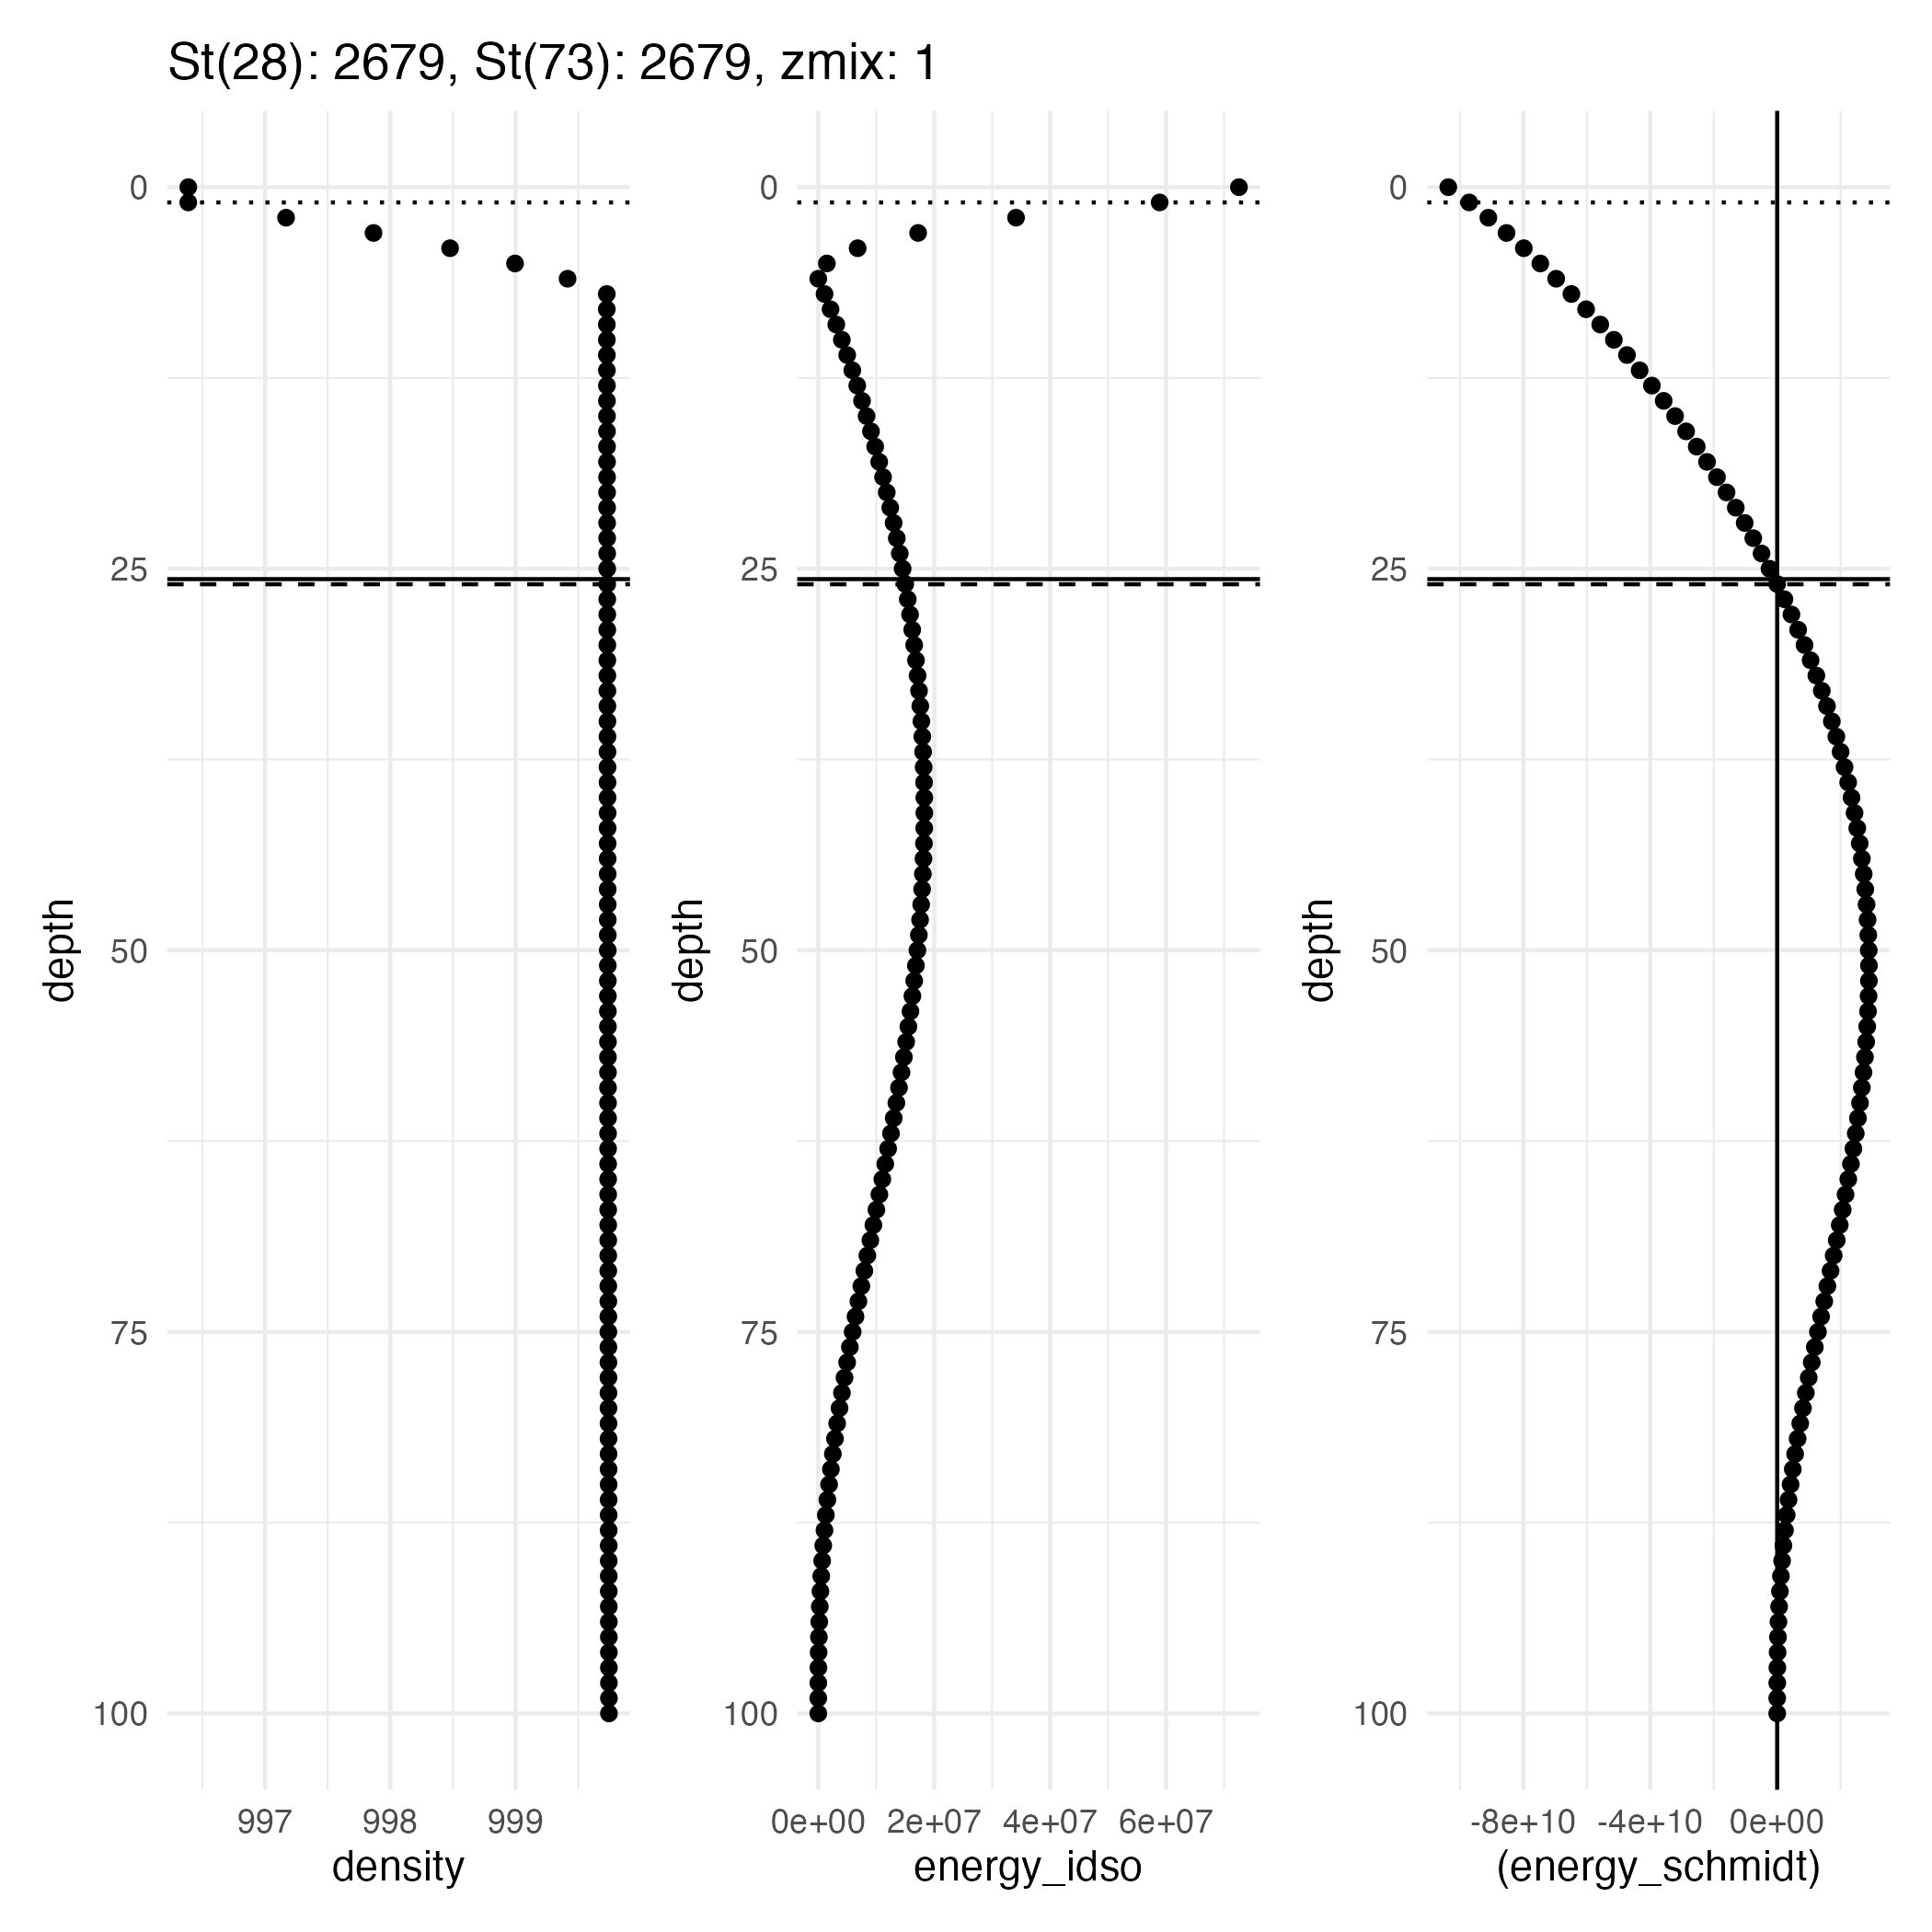 St(28): 2679, St(73): 2679, zmix: 1
0
25
50
75
100
depth
997 998 999
density
0
25
50
75
100
depth
0e+00 2e+07 4e+07 6e+07
energy_idso
0
25
50
75
100
depth
-8e+10 -4e+10 0e+00
(energy_schmidt)